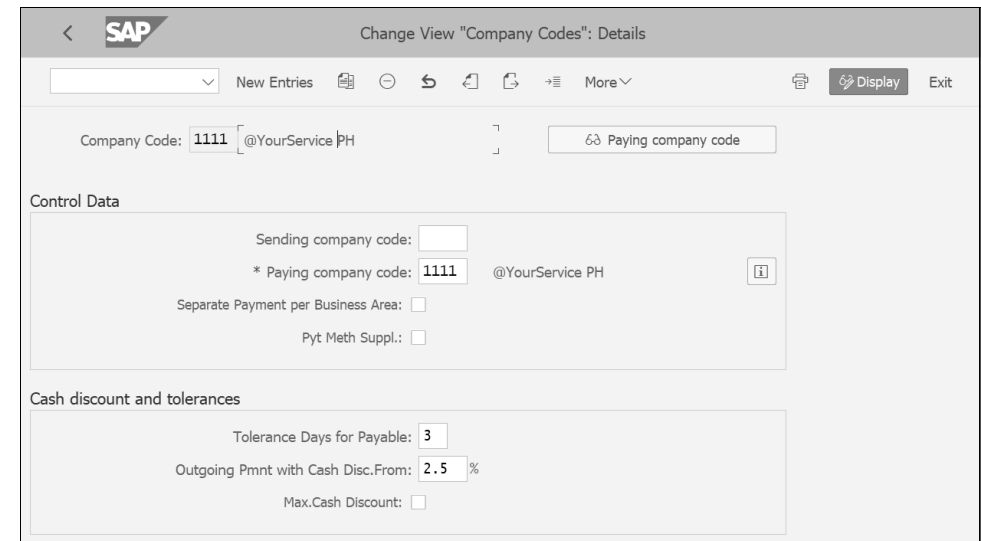 SAP Change View "Company Codes": Details
New Entries More Display Exit
Company Code: 1111 @YourService PH Paying company code
Control Data
Sending company code:
* Paying company code: 1111 @YourService PH
Separate Payment per Business Area:
Pyt Meth Suppl.:
Cash discount and tolerances
Tolerance Days for Payable: 3
Outgoing Pmnt with Cash Disc.From: 2.5 %
Max.Cash Discount: